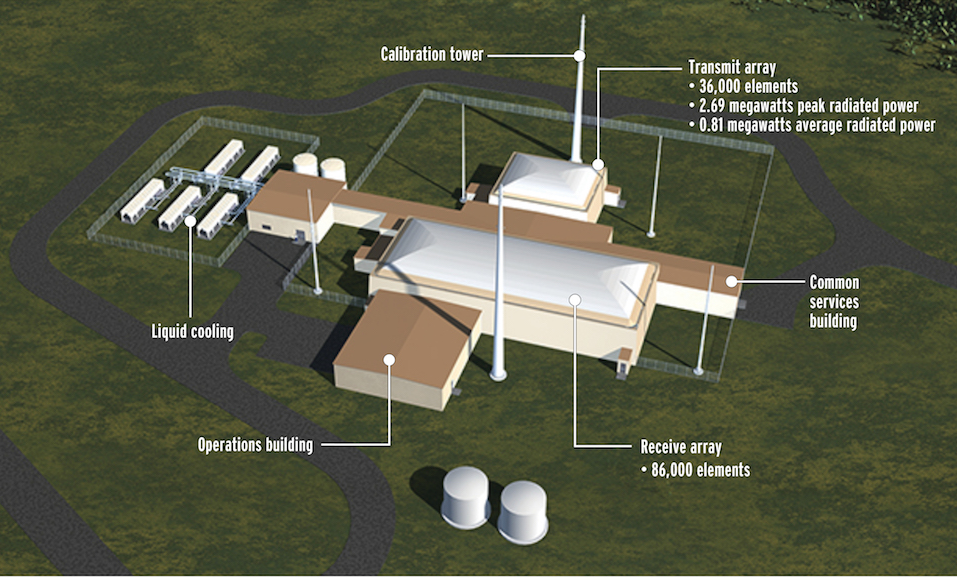 Calibration tower
Transmit array
• 36,000 elements
• 2.69 megawatts peak radiated power
• 0.81 megawatts average radiated power
Common
services
building
Liquid cooling
Operations building
Receive array
• 86,000 elements